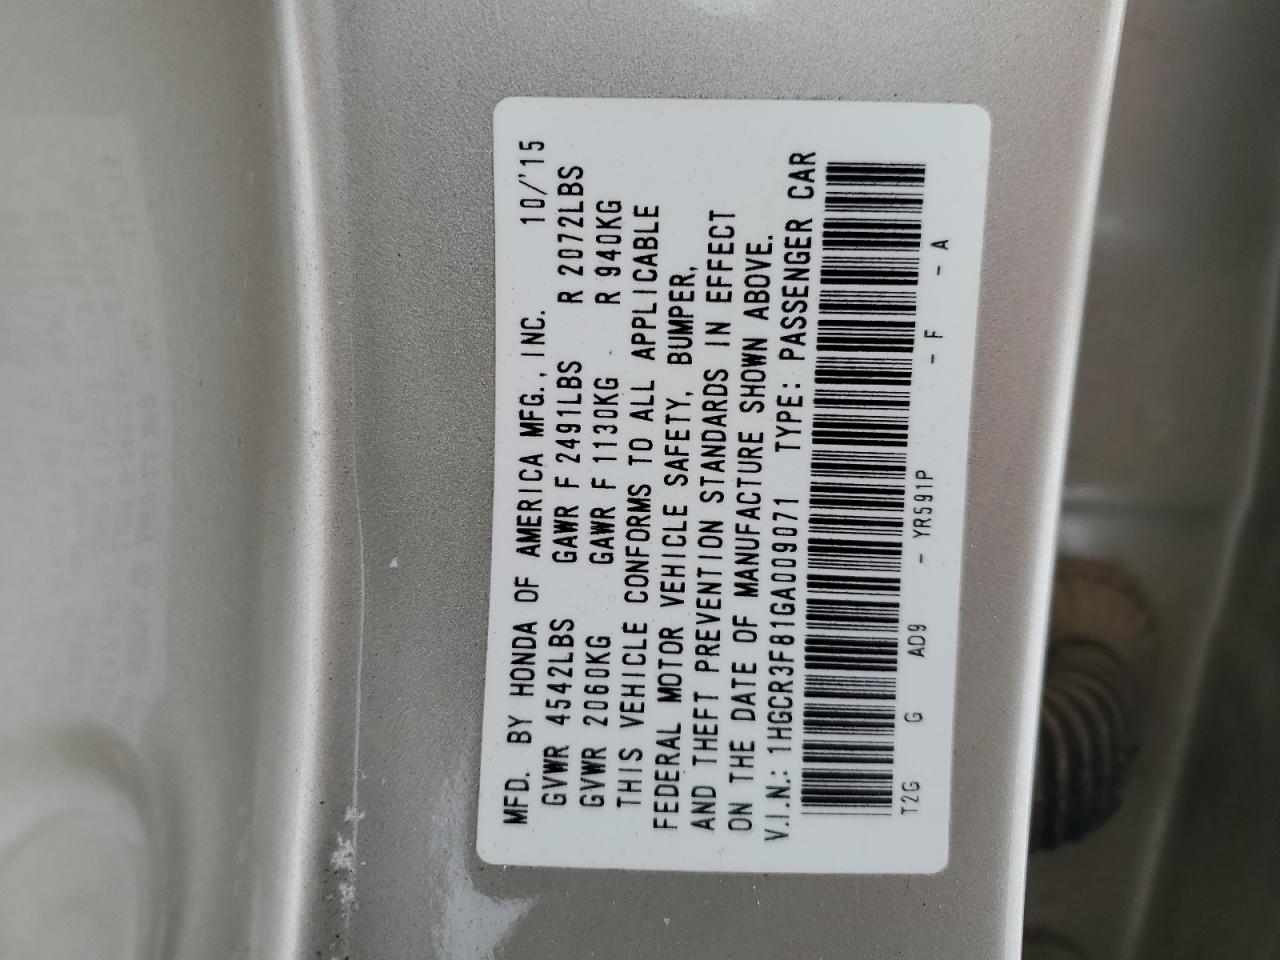 MFD. BY HONDA OF AMERICA MFG., INC. 10/'15
GVWR 4542LBS GAWR F 2491LBS R 2072LBS
GVWR 2060KG GAWR F 1130KG R 940KG
THIS VEHICLE CONFORMS TO ALL APPLICABLE
FEDERAL MOTOR VEHICLE SAFETY, BUMPER,
AND THEFT PREVENTION STANDARDS IN EFFECT
ON THE DATE OF MANUFACTURE SHOWN ABOVE.
V.I.N.: 1HGCR3F81GA009071 TYPE: PASSENGER CAR
T2G G AD9 - YR591P - F - A